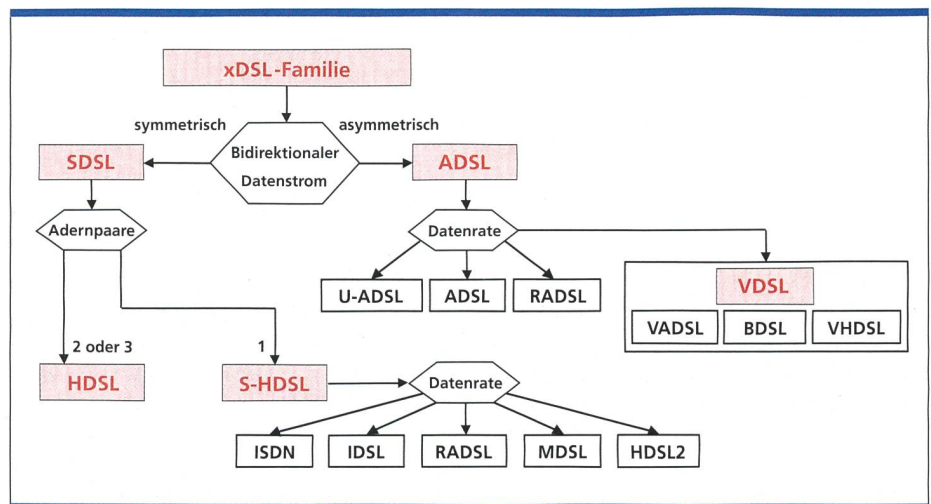 xDSL-Familie
symmetrisch
asymmetrisch
Bidirektionaler
Datenstrom
SDSL
ADSL
Adernpaare
Datenrate
U-ADSL
ADSL
RADSL
VDSL
VADSL
BDSL
VHDSL
2 oder 3
1
HDSL
S-HDSL
Datenrate
ISDN
IDSL
RADSL
MDSL
HDSL2